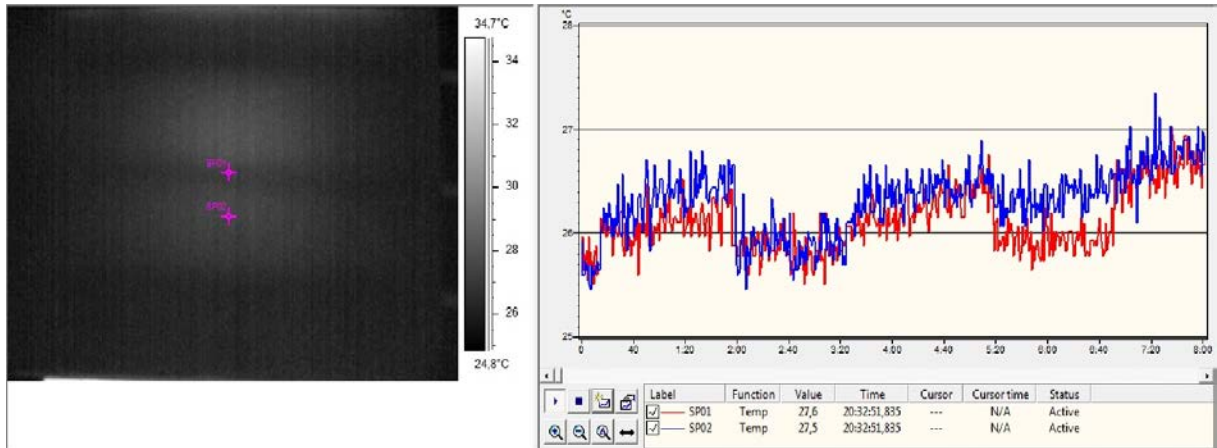 34,7°C
34
32
30
28
26
24,8°C
SP01
SP02
°C
28
27
26
25
0
40
1:20
2:00
2:40
3:20
4:00
4:40
5:20
6:00
6:40
7:20
8:00
Label Function Value Time Cursor Cursor time Status
SP01 Temp 27,6 20:32:51,835 --- N/A Active
SP02 Temp 27,5 20:32:51,835 --- N/A Active